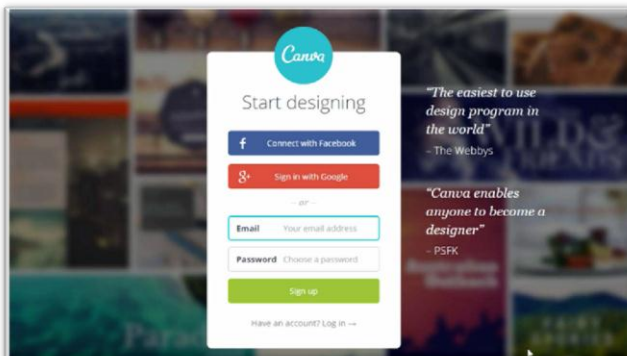 Canva
Start designing
f Connect with Facebook
g+ Sign in with Google
– or –
Email Your email address
Password Choose a password
Sign up
Have an account? Log in →
“The easiest to use
design program in
the world”
– The Webbys
“Canva enables
anyone to become a
designer”
– PSFK